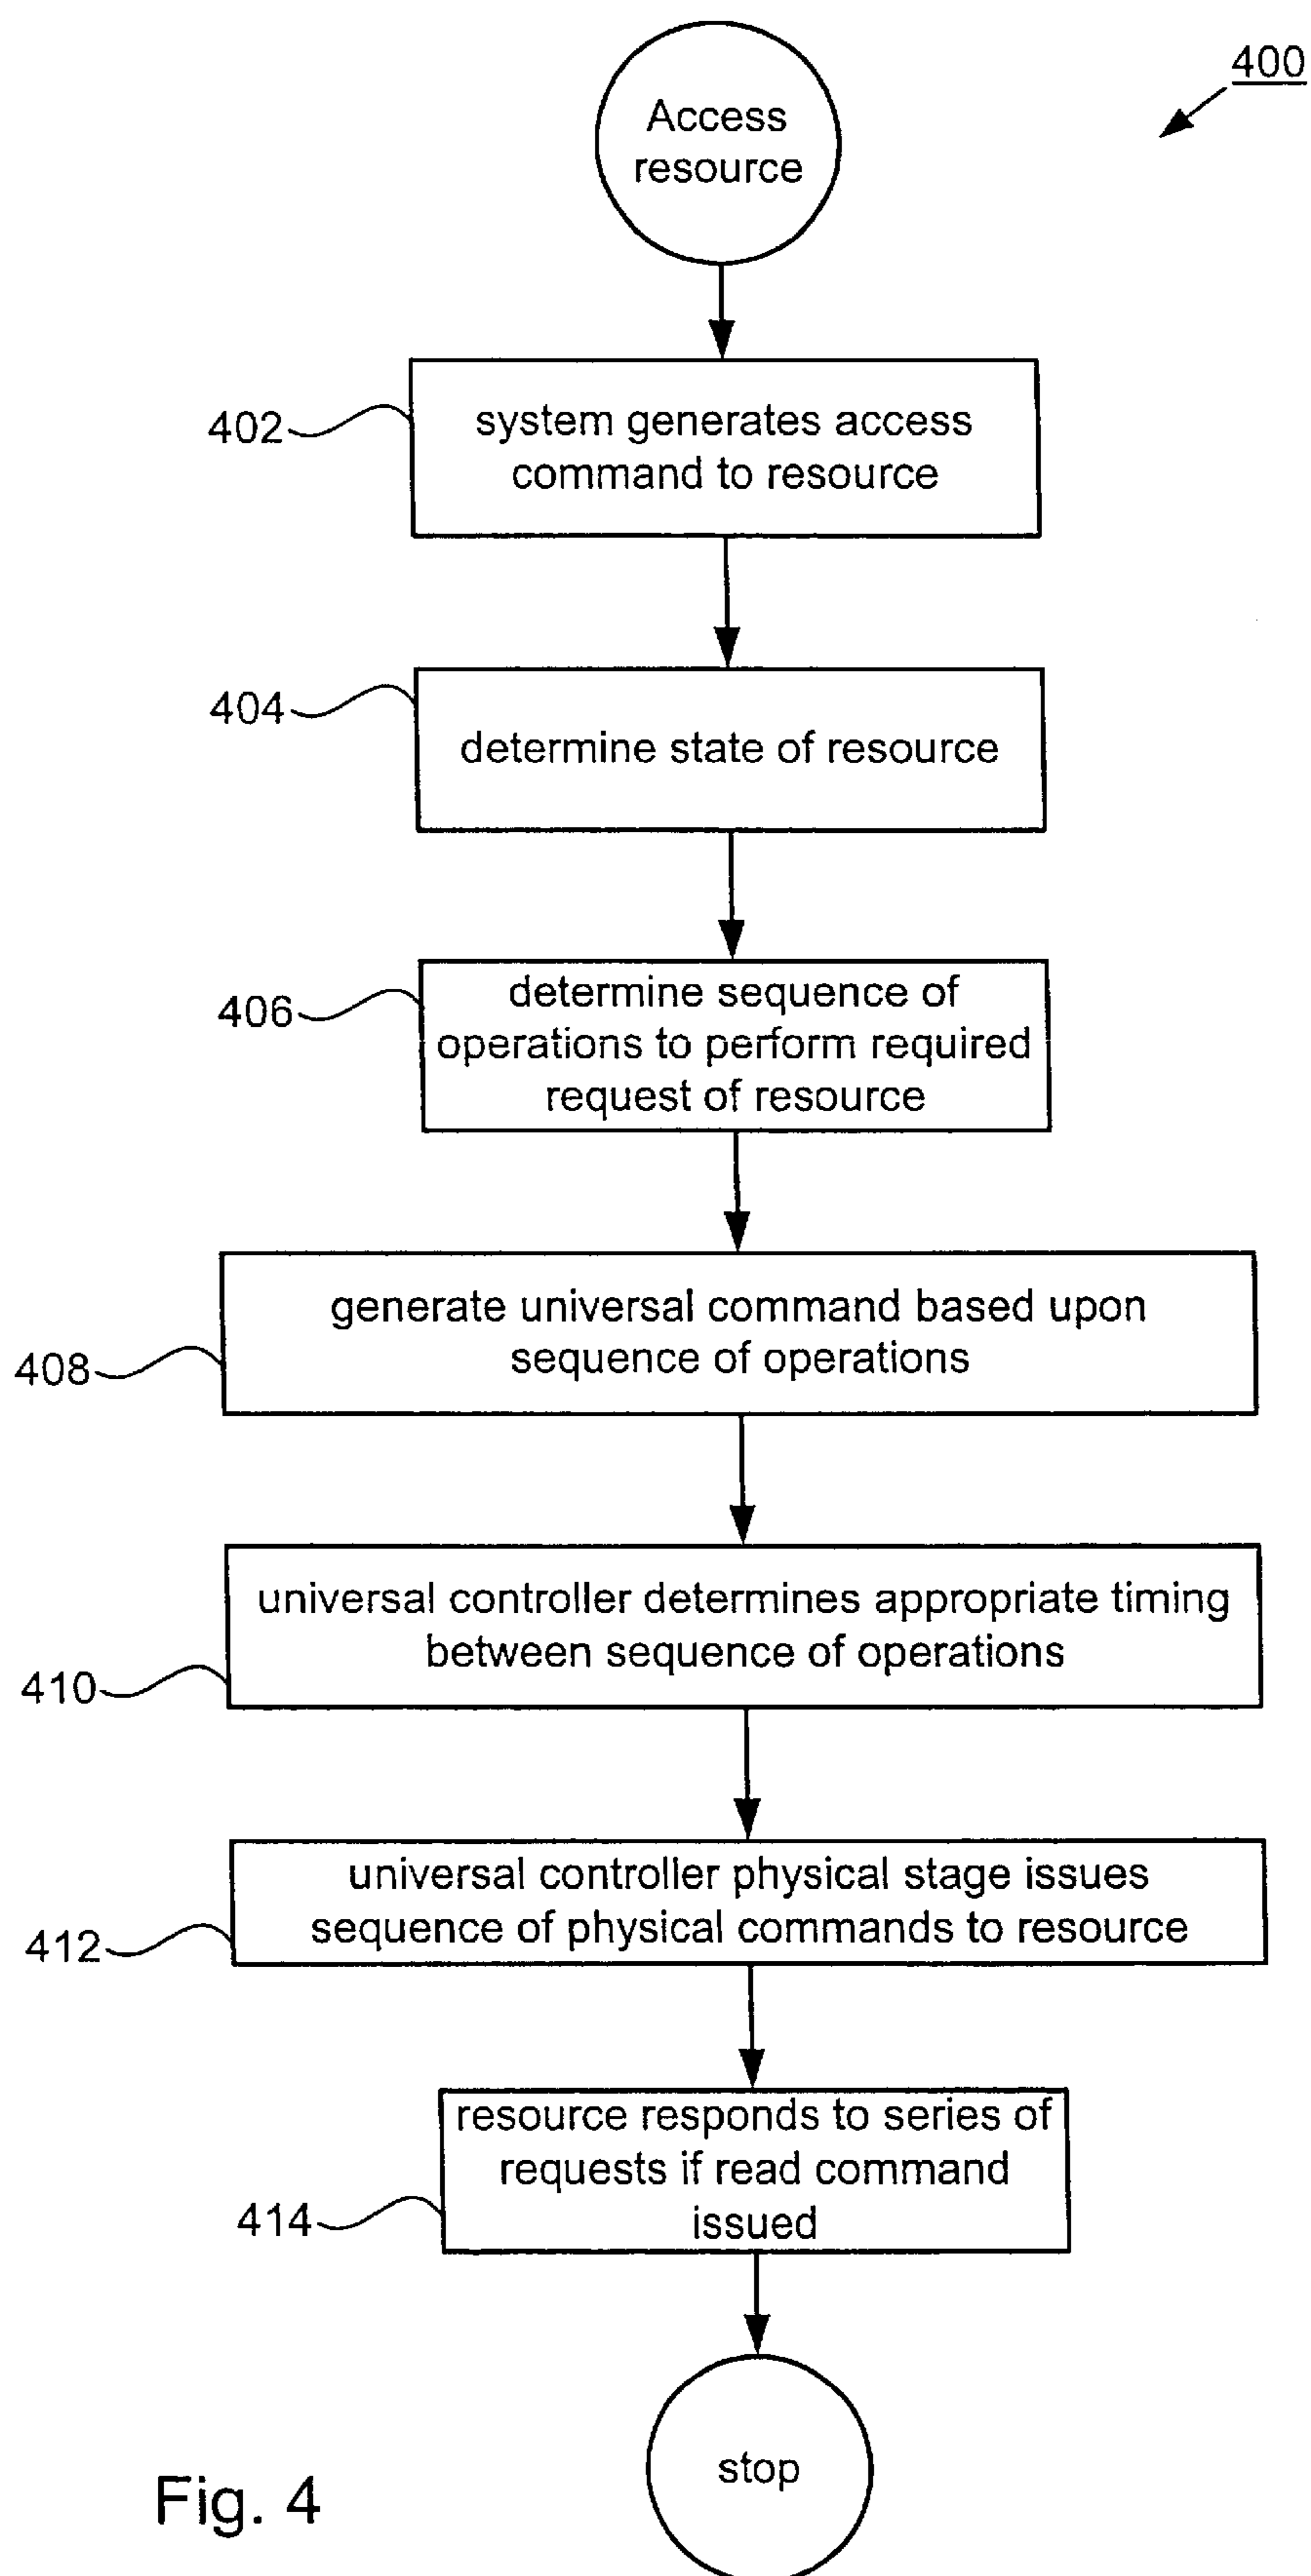 400
Access
resource
402
system generates access
command to resource
404
determine state of resource
406
determine sequence of
operations to perform required
request of resource
408
generate universal command based upon
sequence of operations
410
universal controller determines appropriate timing
between sequence of operations
412
universal controller physical stage issues
sequence of physical commands to resource
414
resource responds to series of
requests if read command
issued
stop
Fig. 4